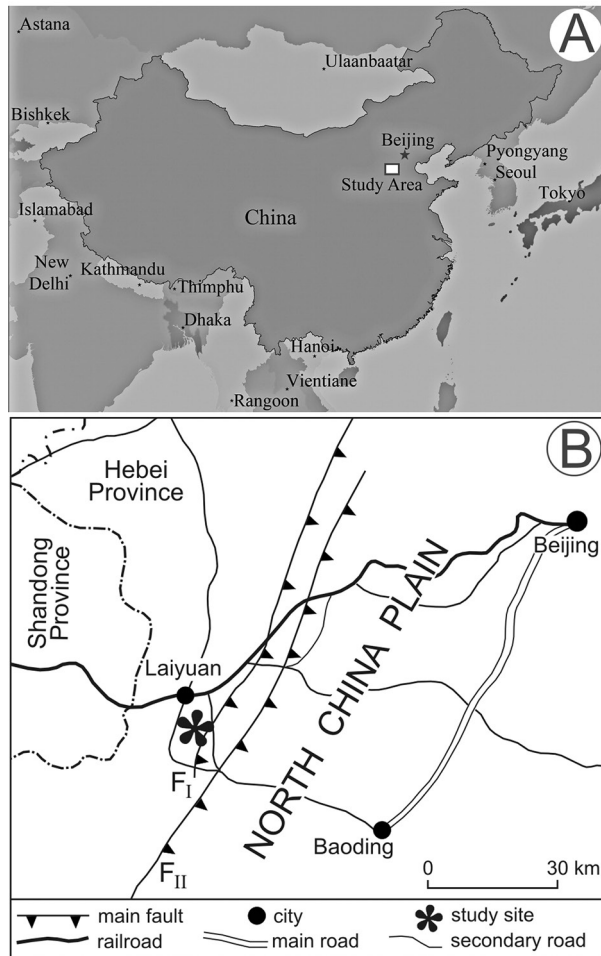 A
Astana
Ulaanbaatar
Bishkek
Beijing
Pyongyang
Seoul
Study Area
Tokyo
Islamabad
China
New
Delhi
Kathmandu
Thimphu
Dhaka
Hanoi
Vientiane
Rangoon
B
Hebei
Province
Beijing
Shandong
Province
NORTH CHINA PLAIN
Laiyuan
FI
Baoding
FII
0 30 km
main fault
city
study site
railroad
main road
secondary road